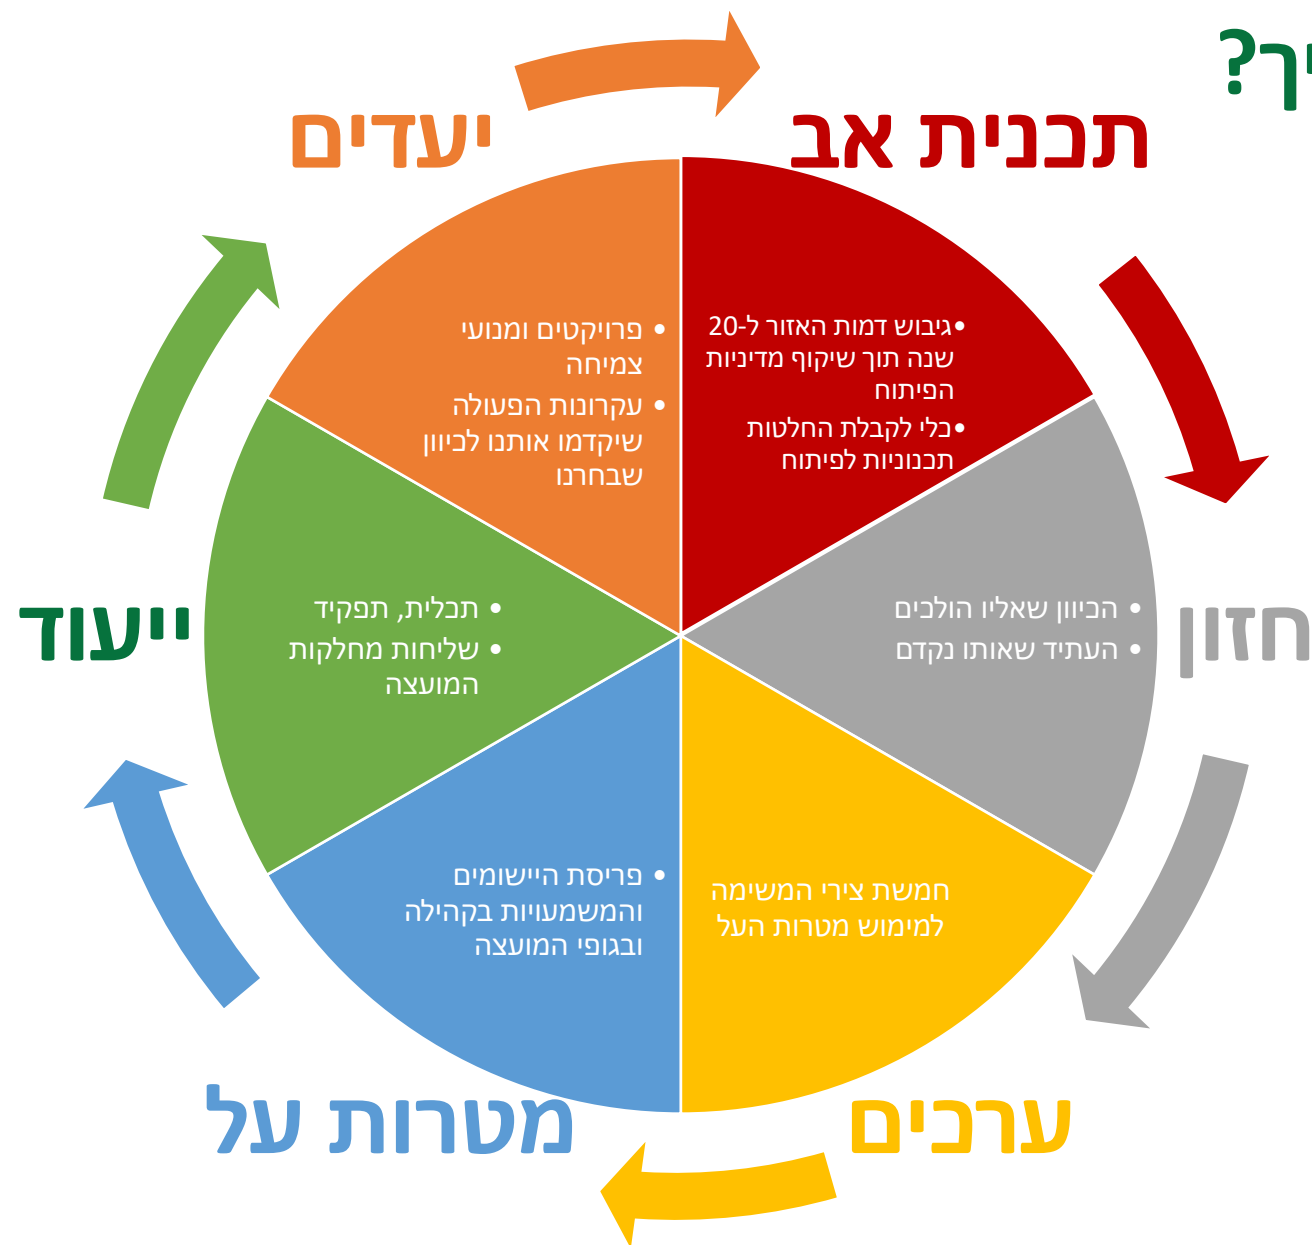 תכנית אב
•גיבוש דמות האזור ל-20
שנה תוך שיקוף מדיניות
הפיתוח
•כלי לקבלת החלטות
תכנוניות לפיתוח
חזון
• הכיוון שאליו הולכים
• העתיד שאותו נקדם
ערכים
חמשת צירי המשימה
למימוש מטרות העל
מטרות על
• פריסת היישומים
והמשמעויות בקהילה
ובגופי המועצה
ייעוד
• תכלית, תפקיד
• שליחות מחלקות
המועצה
יעדים
• פרויקטים ומנועי
צמיחה
• עקרונות הפעולה
שיקדמו אותנו לכיוון
שבחרנו